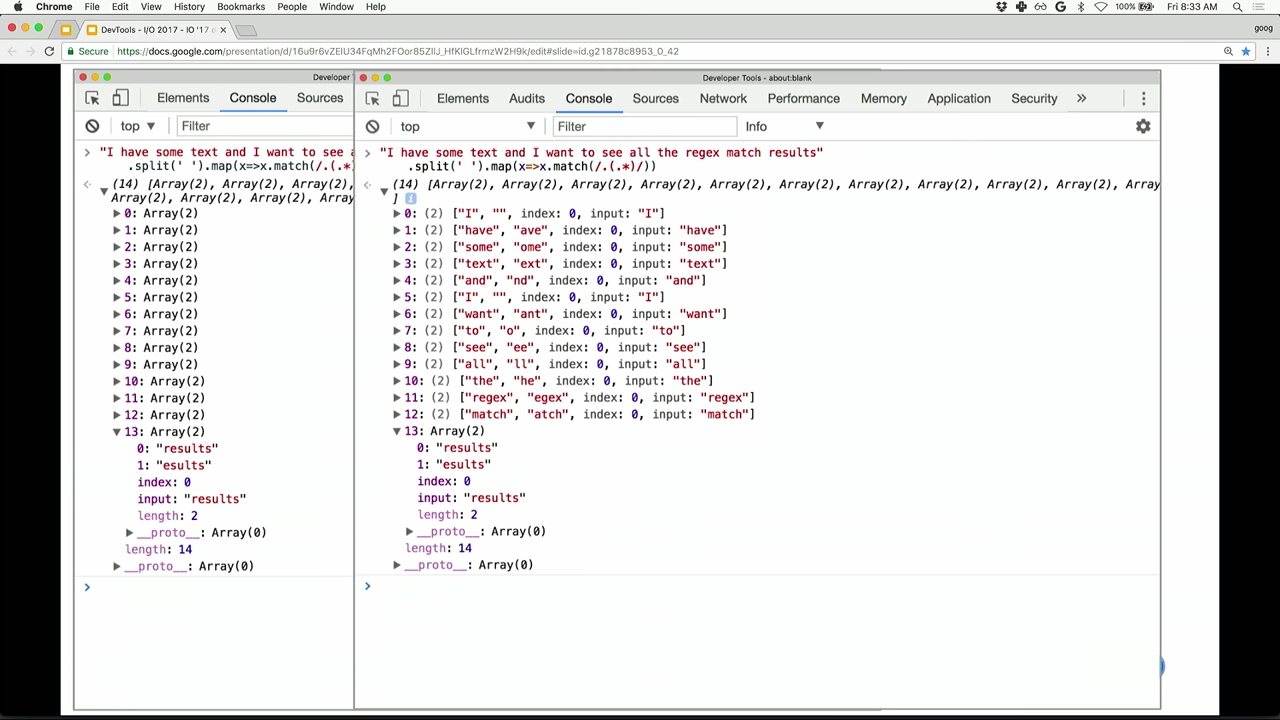 Chrome File Edit View History Bookmarks People Window Help 100% Fri 8:33 AM
DevTools - I/O 2017 - IO '17 d × goog
Secure https://docs.google.com/presentation/d/16u9r6vZEIU34FqMh2FOor85ZIlJ_HfKlGLfrmzW2H9k/edit#slide=id.g21878c8953_0_42
Developer
Elements Console Sources
top ▼ Filter
> "I have some text and I want to see a
.split(' ').map(x=>x.match(/.(.*)
(14) [Array(2), Array(2), Array(2),
Array(2), Array(2), Array(2), Array
0: Array(2)
1: Array(2)
2: Array(2)
3: Array(2)
4: Array(2)
5: Array(2)
6: Array(2)
7: Array(2)
8: Array(2)
9: Array(2)
10: Array(2)
11: Array(2)
12: Array(2)
13: Array(2)
0: "results"
1: "esults"
index: 0
input: "results"
length: 2
__proto__: Array(0)
length: 14
__proto__: Array(0)
>
Developer Tools - about:blank
Elements Audits Console Sources Network Performance Memory Application Security »
top ▼ Filter Info ▼
> "I have some text and I want to see all the regex match results"
.split(' ').map(x=>x.match(/.(.*)/))
(14) [Array(2), Array(2), Array(2), Array(2), Array(2), Array(2), Array(2), Array(2), Array(2), Array(2), Array
] i
0: (2) ["I", "", index: 0, input: "I"]
1: (2) ["have", "ave", index: 0, input: "have"]
2: (2) ["some", "ome", index: 0, input: "some"]
3: (2) ["text", "ext", index: 0, input: "text"]
4: (2) ["and", "nd", index: 0, input: "and"]
5: (2) ["I", "", index: 0, input: "I"]
6: (2) ["want", "ant", index: 0, input: "want"]
7: (2) ["to", "o", index: 0, input: "to"]
8: (2) ["see", "ee", index: 0, input: "see"]
9: (2) ["all", "ll", index: 0, input: "all"]
10: (2) ["the", "he", index: 0, input: "the"]
11: (2) ["regex", "egex", index: 0, input: "regex"]
12: (2) ["match", "atch", index: 0, input: "match"]
13: Array(2)
0: "results"
1: "esults"
index: 0
input: "results"
length: 2
__proto__: Array(0)
length: 14
__proto__: Array(0)
>